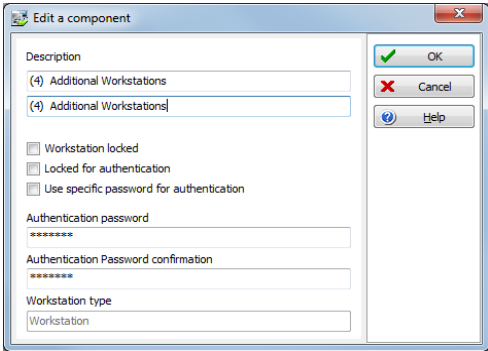 Edit a component
Description
(4) Additional Workstations
(4) Additional Workstations
Workstation locked
Locked for authentication
Use specific password for authentication
Authentication password
*******
Authentication Password confirmation
*******
Workstation type
Workstation
OK
Cancel
Help